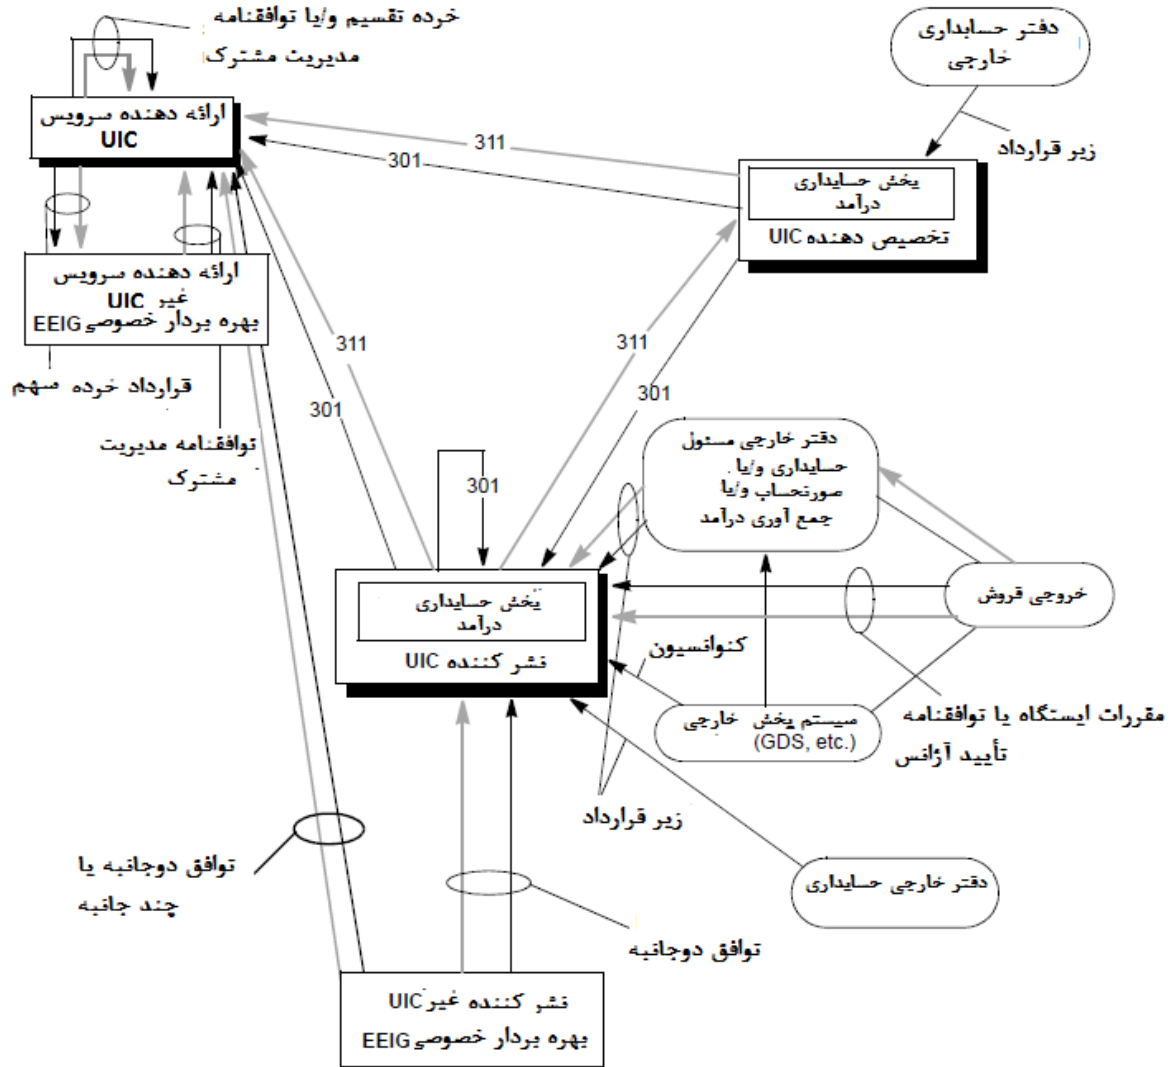 خرده تقسیم و/یا توافقنامه
مدیریت مشترک
دفتر حسابداری
خارجی
ارائه دهنده سرویس
UIC
311
301
زیر قرارداد
پخش حسابداری
درآمد
تخصیص دهنده UIC
ارائه دهنده سرویس
غیر UIC
بهره بردار خصوصی EEIG
311
301
311
301
قرارداد خرده سهم
توافقنامه مدیریت
مشترک
دفتر خارجی مسئول
حسابداری و/یا
صورتحساب و/یا
جمع آوری درآمد
301
خروجی فروش
پخش حسابداری
درآمد
نشر کننده UIC
کنوانسیون
سیستم پخش خارجی
(GDS, etc.)
مقررات ایستگاه یا توافقنامه
تأیید آژانس
زیر قرارداد
توافق دوجانبه یا
چند جانبه
دفتر خارجی حسابداری
توافق دوجانبه
نشر کننده غیر UIC
بهره بردار خصوصی EEIG